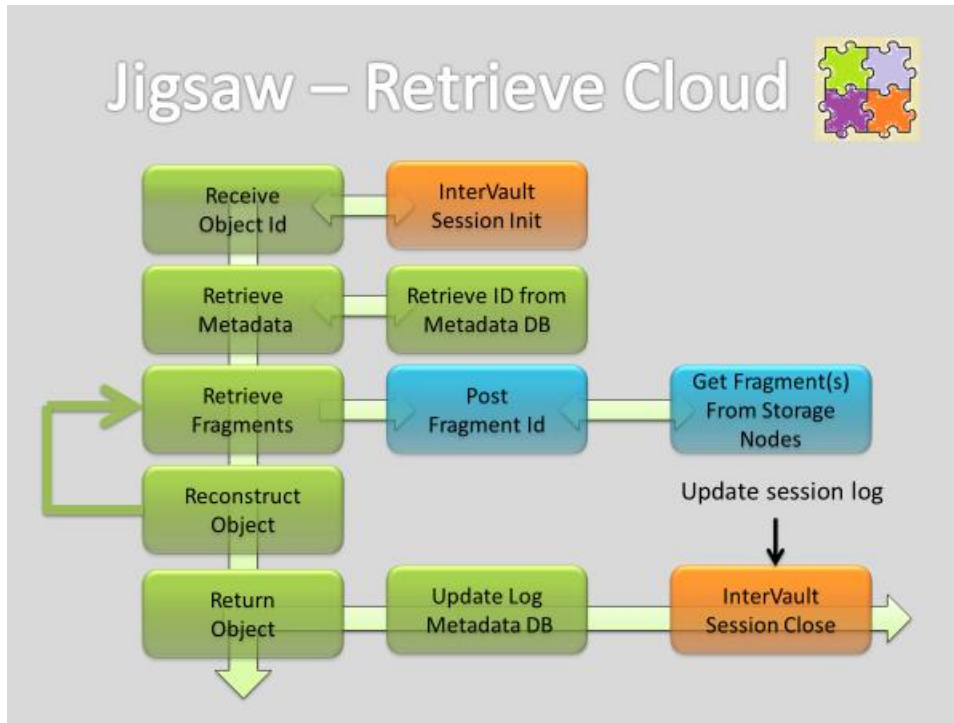 Jigsaw – Retrieve Cloud
Receive
Object Id
InterVault
Session Init
Retrieve
Metadata
Retrieve ID from
Metadata DB
Retrieve
Fragments
Post
Fragment Id
Get Fragment(s)
From Storage
Nodes
Reconstruct
Object
Update session log
Return
Object
Update Log
Metadata DB
InterVault
Session Close